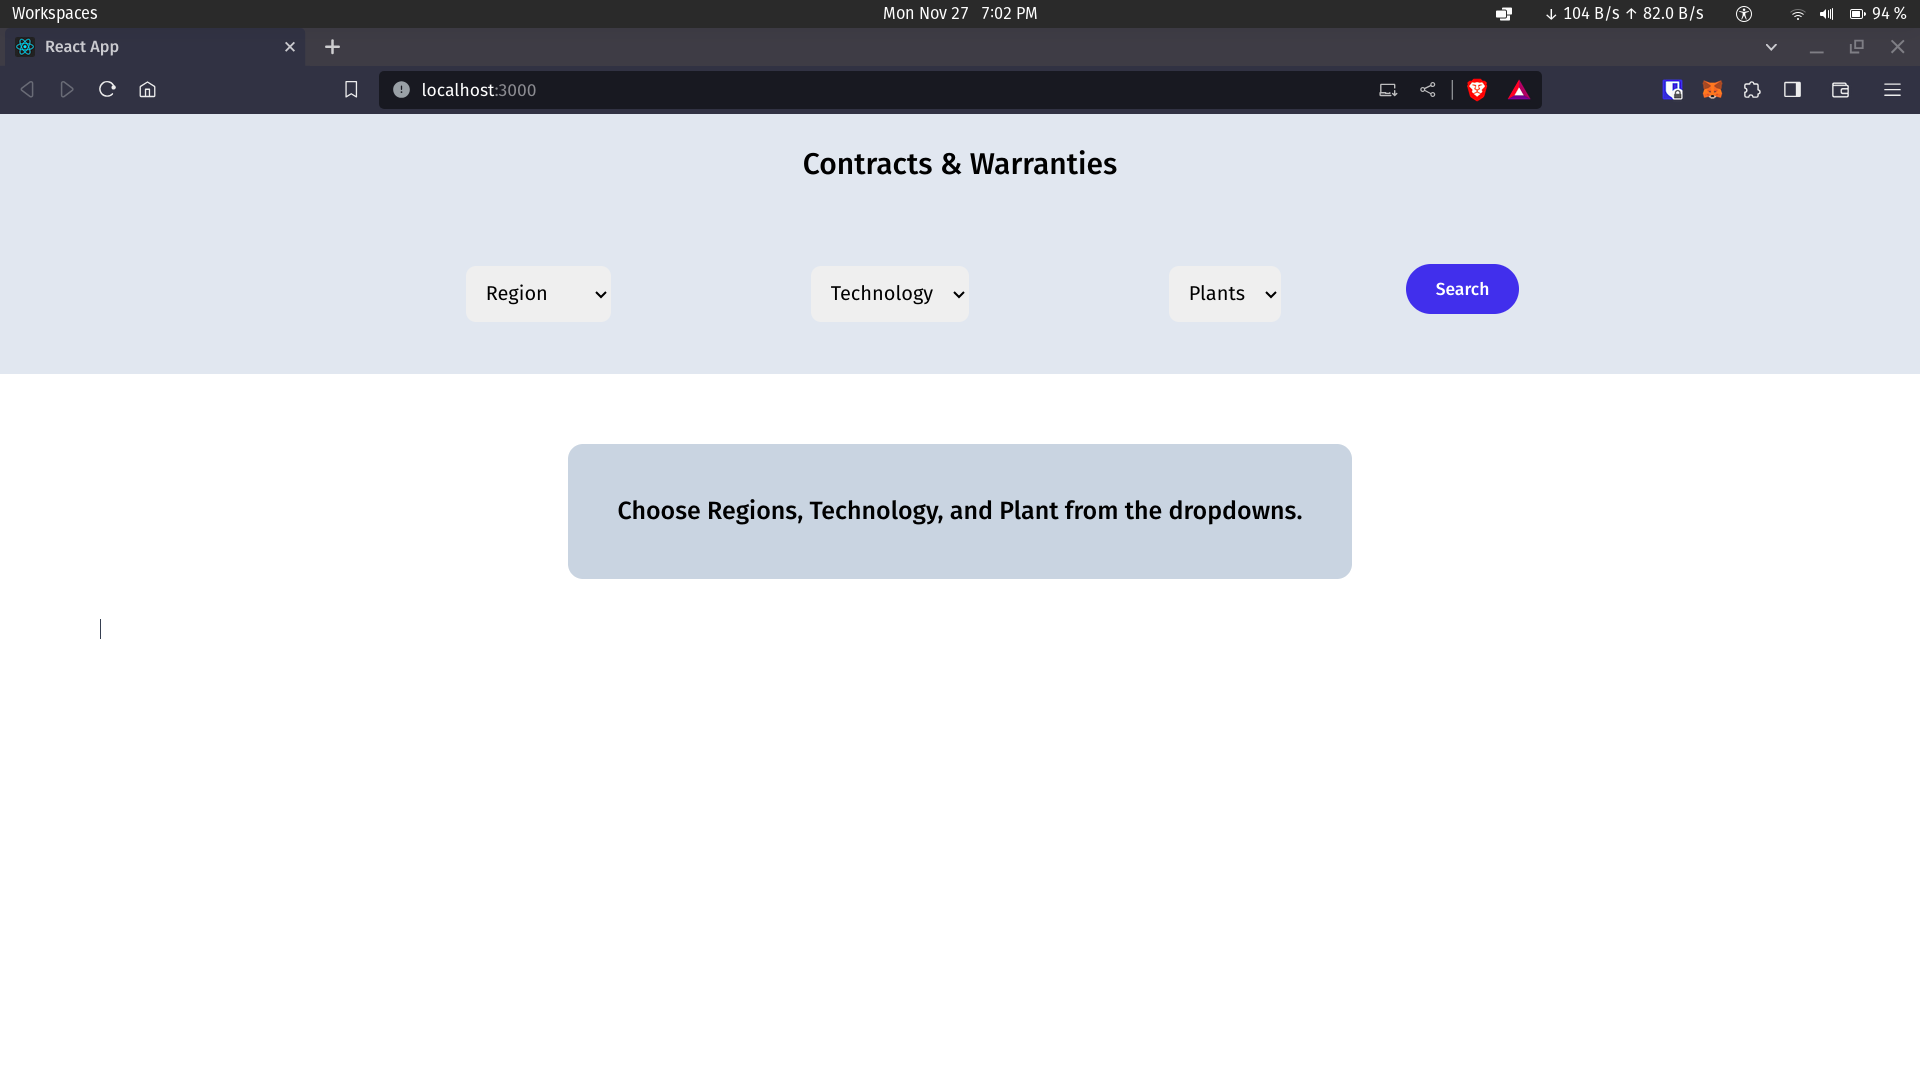 Workspaces
Mon Nov 27 7:02 PM
↓ 104 B/s ↑ 82.0 B/s
94 %
React App
localhost:3000
Contracts & Warranties
Region
Technology
Plants
Search
Choose Regions, Technology, and Plant from the dropdowns.